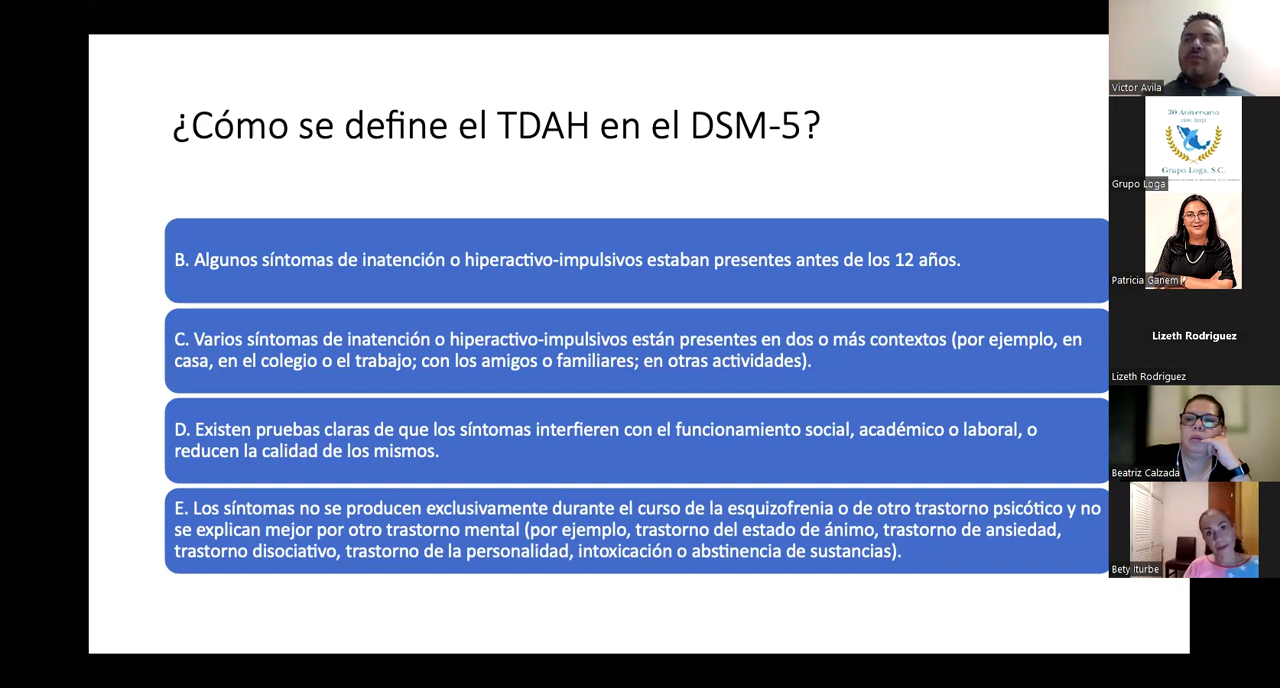 ¿Cómo se define el TDAH en el DSM-5?
B. Algunos síntomas de inatención o hiperactivo-impulsivos estaban presentes antes de los 12 años.
C. Varios síntomas de inatención o hiperactivo-impulsivos están presentes en dos o más contextos (por ejemplo, en
casa, en el colegio o el trabajo; con los amigos o familiares; en otras actividades).
D. Existen pruebas claras de que los síntomas interfieren con el funcionamiento social, académico o laboral, o
reducen la calidad de los mismos.
E. Los síntomas no se producen exclusivamente durante el curso de la esquizofrenia o de otro trastorno psicótico y no
se explican mejor por otro trastorno mental (por ejemplo, trastorno del estado de ánimo, trastorno de ansiedad,
trastorno disociativo, trastorno de la personalidad, intoxicación o abstinencia de sustancias).
Victor Avila
30 Aniversario
Grupo Loga, S.C.
Grupo Loga
Patricia Ganem
Lizeth Rodriguez
Lizeth Rodriguez
Beatriz Calzada
Bety Iturbe